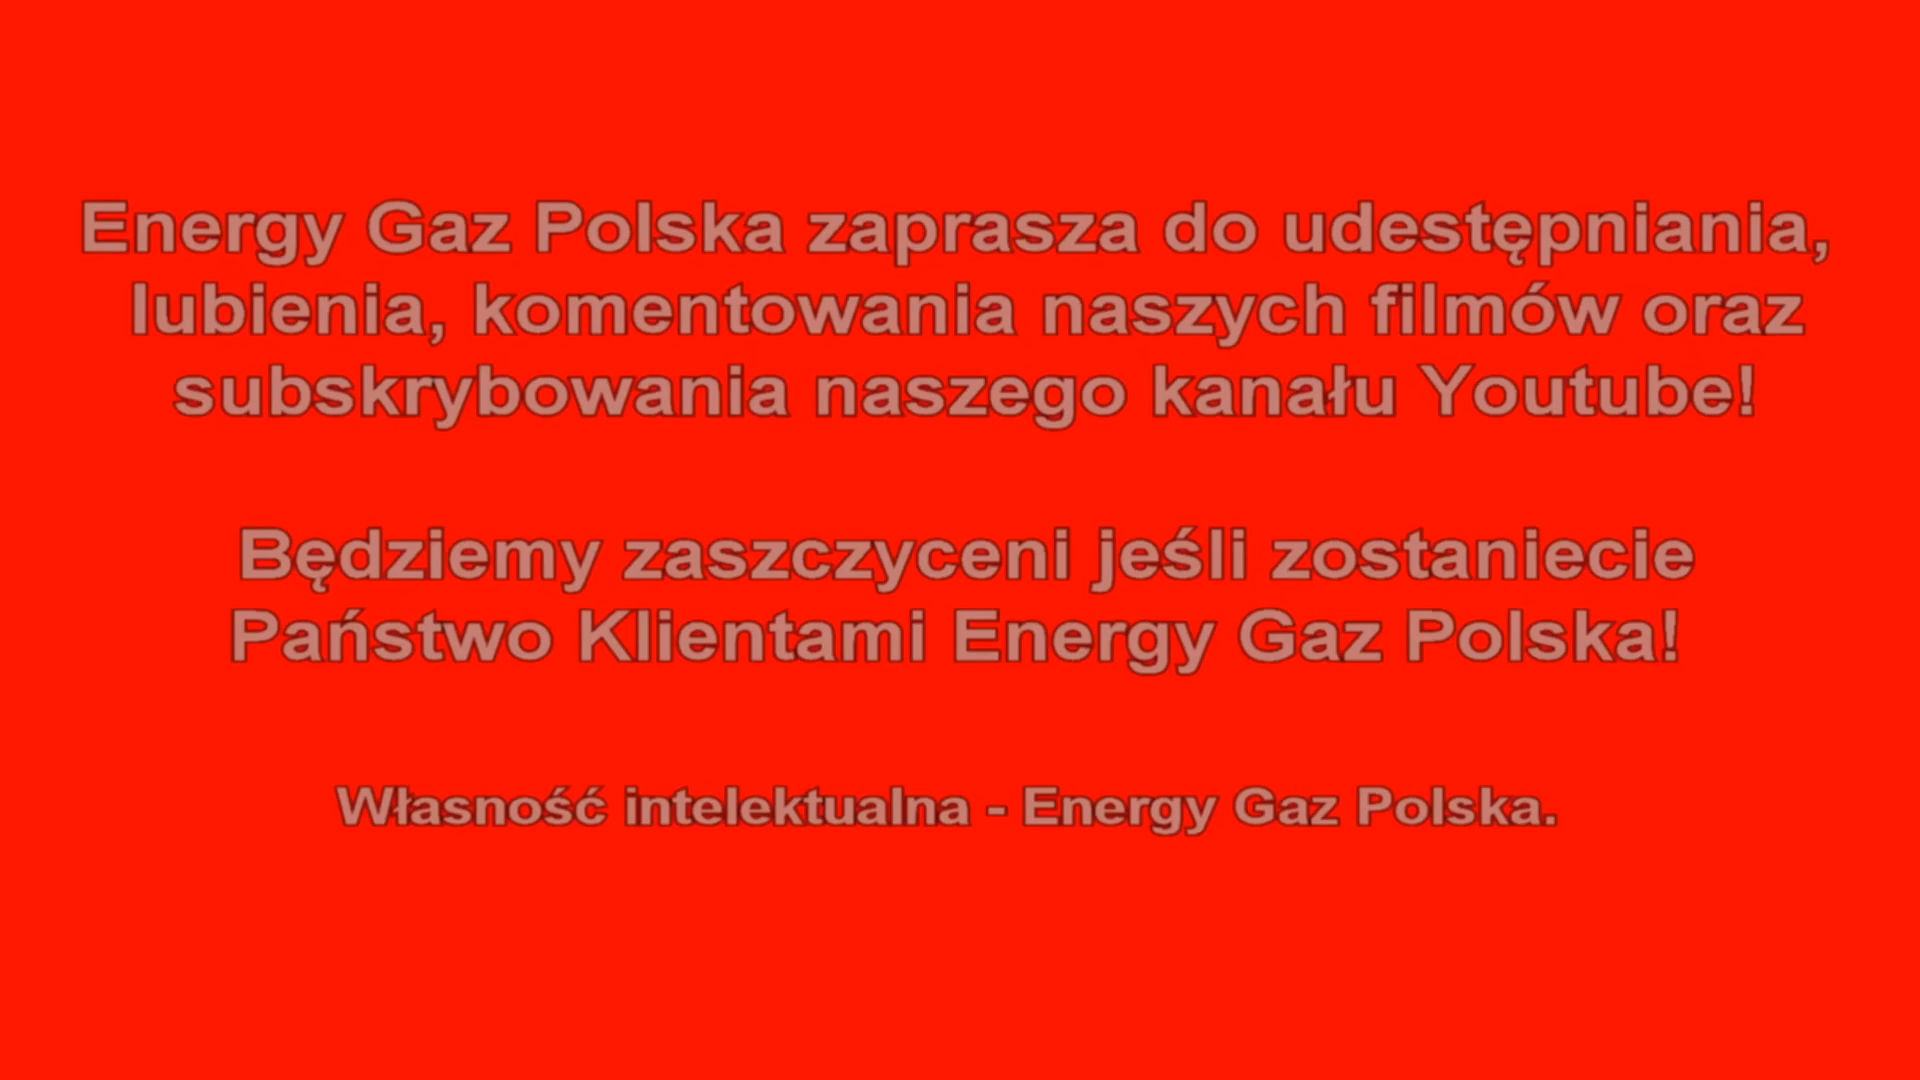 Energy Gaz Polska zaprasza do udestępniania,
lubienia, komentowania naszych filmów oraz
subskrybowania naszego kanału Youtube!
Będziemy zaszczyceni jeśli zostaniecie
Państwo Klientami Energy Gaz Polska!
Własność intelektualna - Energy Gaz Polska.